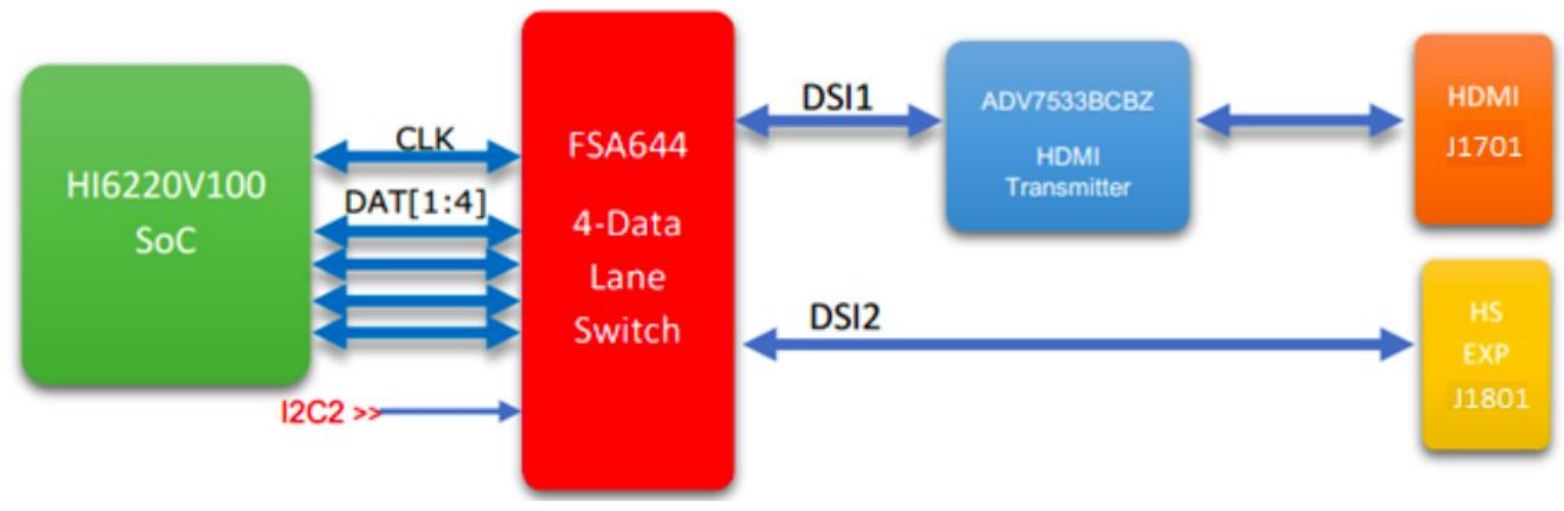 HI6220V100
SoC
CLK
DAT[1:4]
I2C2 >>
FSA644
4-Data
Lane
Switch
DSI1
DSI2
ADV7533BCBZ
HDMI
Transmitter
HDMI
J1701
HS
EXP
J1801